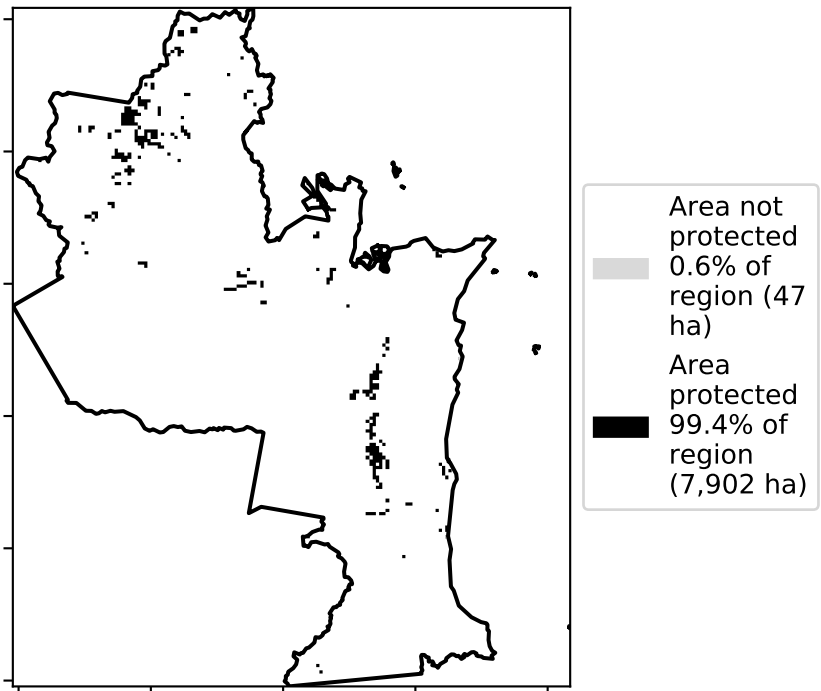 Area not
protected
0.6% of
region (47
ha)
Area
protected
99.4% of
region
(7,902 ha)